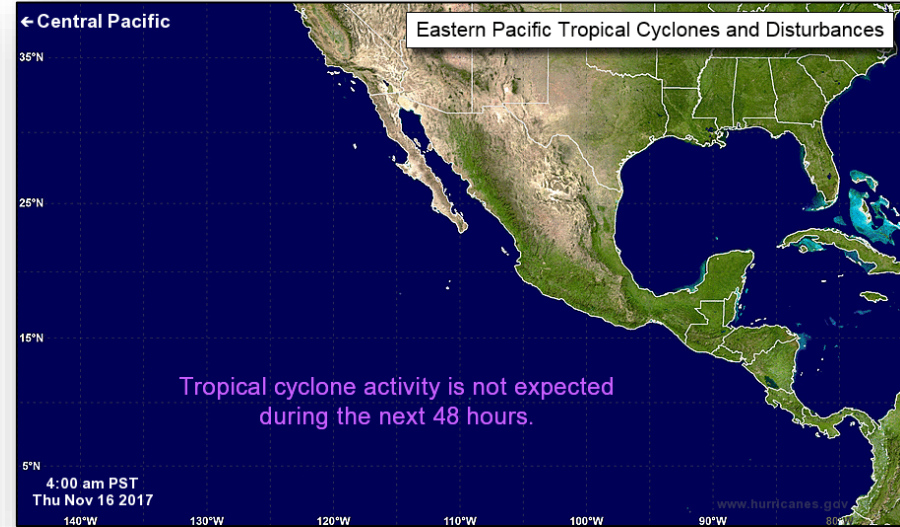 ← Central Pacific
Eastern Pacific Tropical Cyclones and Disturbances
35°N
25°N
15°N
Tropical cyclone activity is not expected
during the next 48 hours.
5°N
4:00 am PST
Thu Nov 16 2017
www.hurricanes.gov
140°W 130°W 120°W 110°W 100°W 90°W 80°W